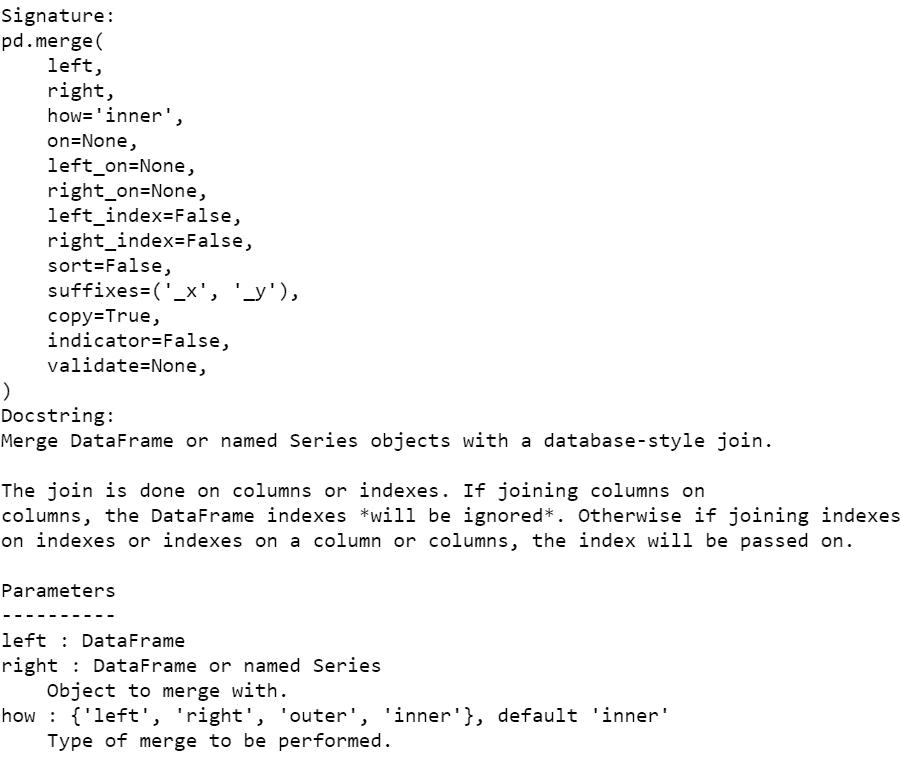 Signature:
pd.merge(
    left,
    right,
    how='inner',
    on=None,
    left_on=None,
    right_on=None,
    left_index=False,
    right_index=False,
    sort=False,
    suffixes=('_x', '_y'),
    copy=True,
    indicator=False,
    validate=None,
)
Docstring:
Merge DataFrame or named Series objects with a database-style join.

The join is done on columns or indexes. If joining columns on
columns, the DataFrame indexes *will be ignored*. Otherwise if joining indexes
on indexes or indexes on a column or columns, the index will be passed on.

Parameters
----------
left : DataFrame
right : DataFrame or named Series
    Object to merge with.
how : {'left', 'right', 'outer', 'inner'}, default 'inner'
    Type of merge to be performed.